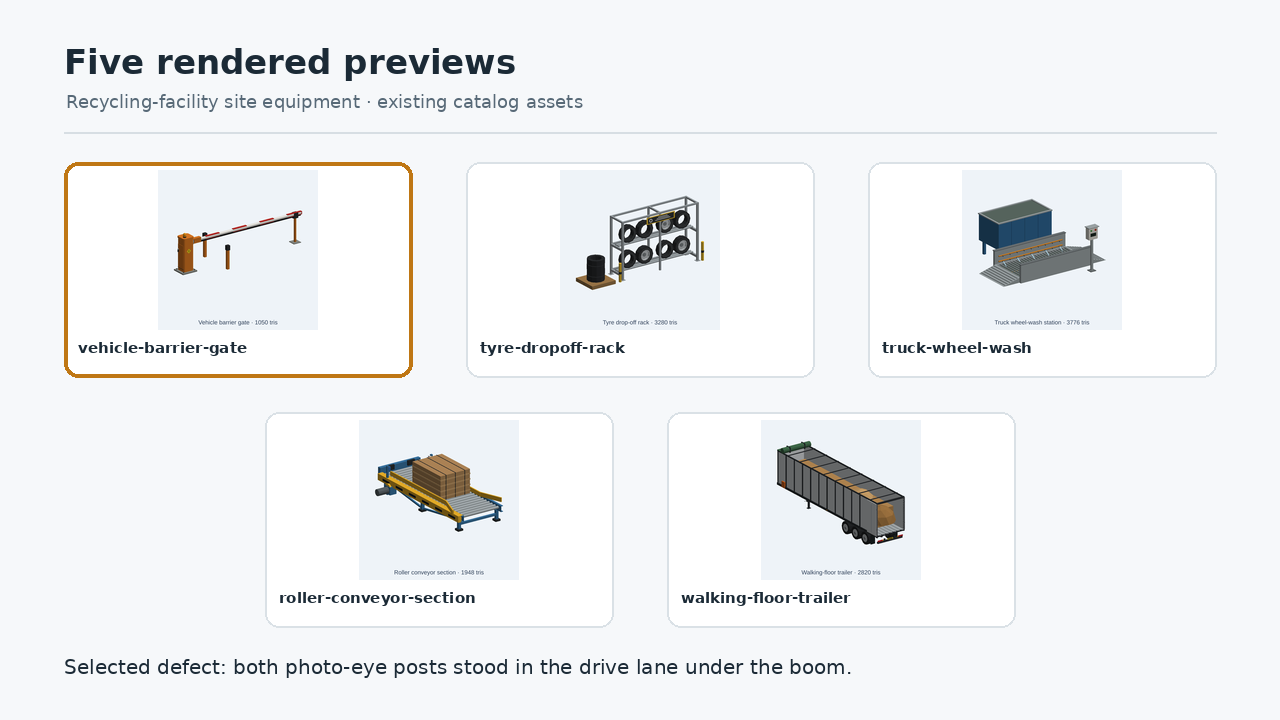 Five rendered previews
Recycling-facility site equipment · existing catalog assets
Vehicle barrier gate · 1050 tris
vehicle-barrier-gate
Tyre drop-off rack · 3280 tris
tyre-dropoff-rack
Truck wheel-wash station · 3776 tris
truck-wheel-wash
Roller conveyor section · 1948 tris
roller-conveyor-section
Walking-floor trailer · 2820 tris
walking-floor-trailer
Selected defect: both photo-eye posts stood in the drive lane under the boom.